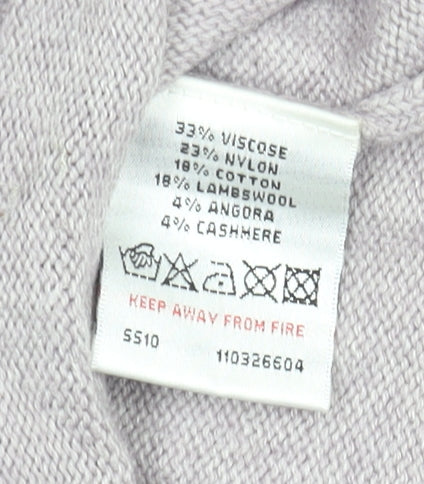 33% VISCOSE
23% NYLON
18% COTTON
18% LAMBSWOOL
4% ANGORA
4% CASHMERE
KEEP AWAY FROM FIRE
SS10 110326604